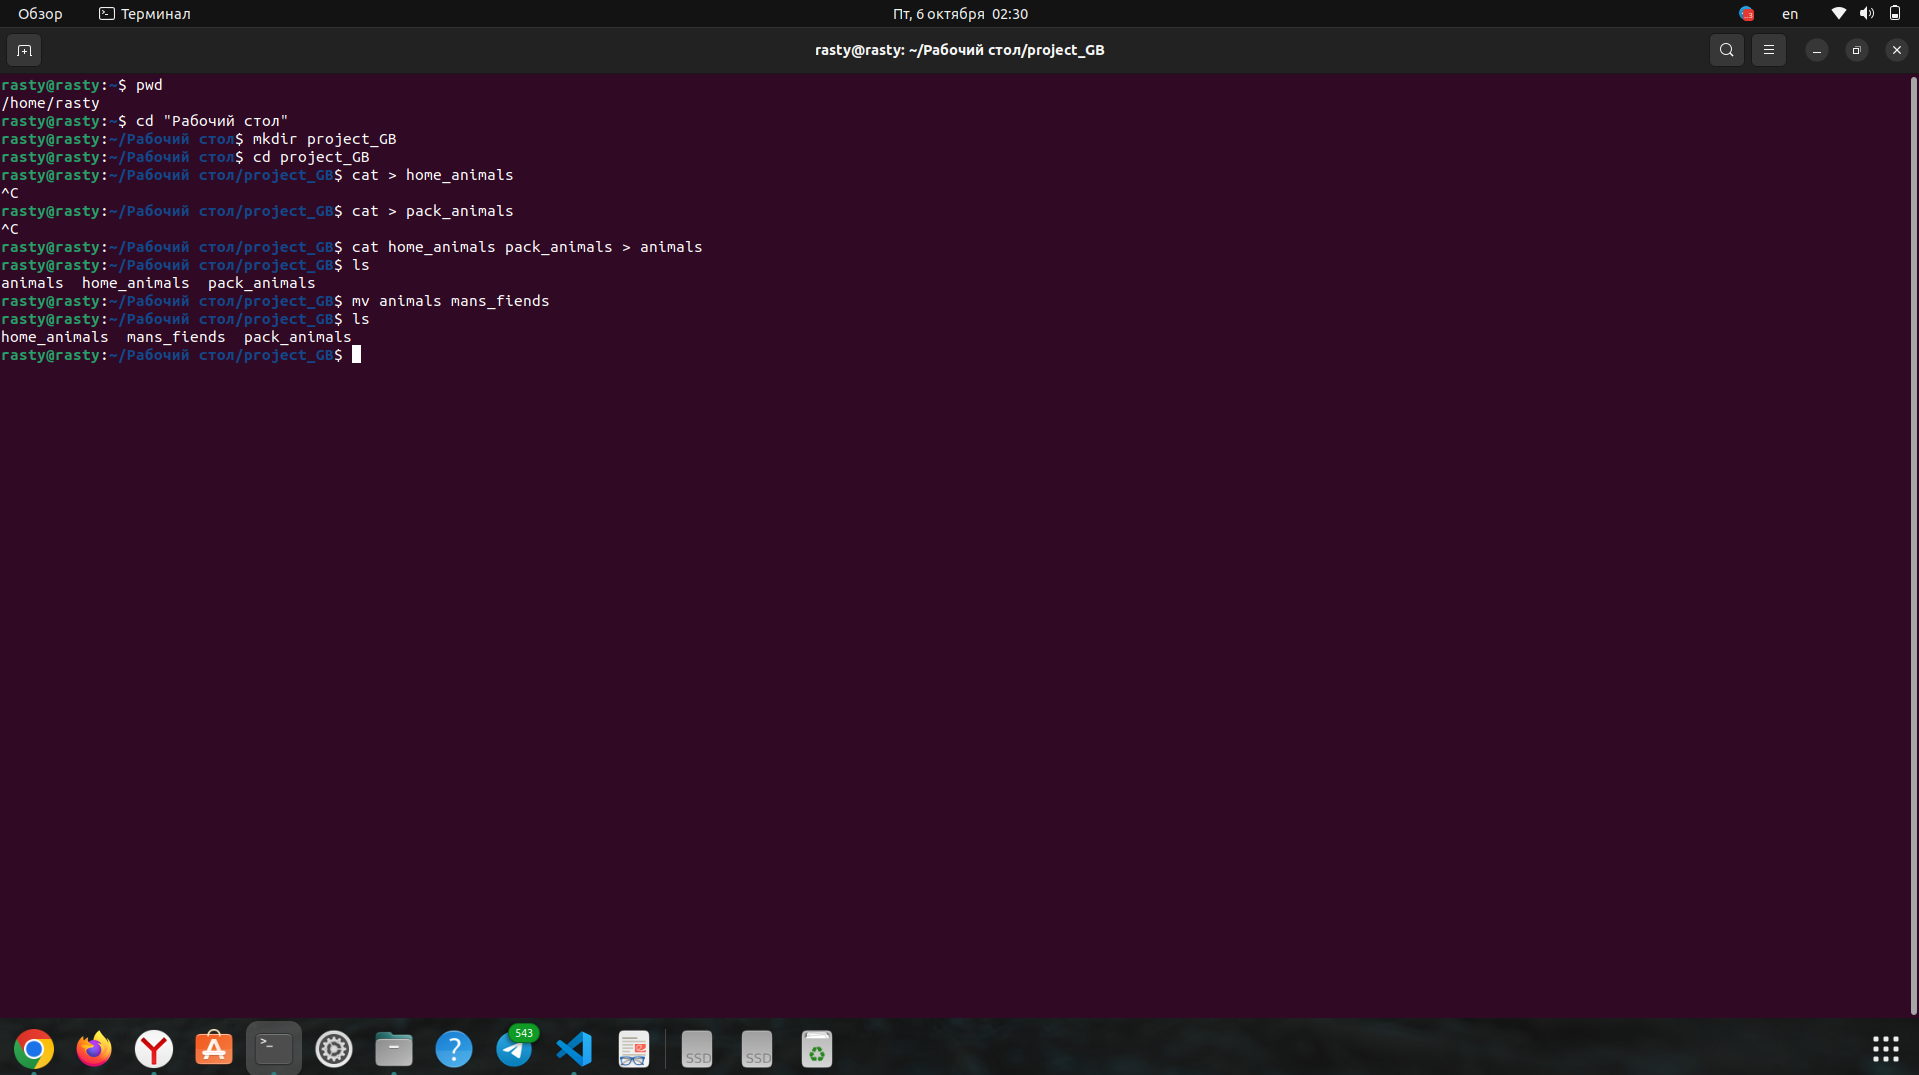 Обзор
Терминал
Пт, 6 октября 02:30
en
rasty@rasty: ~/Рабочий стол/project_GB
rasty@rasty:~$ pwd
/home/rasty
rasty@rasty:~$ cd "Рабочий стол"
rasty@rasty:~/Рабочий стол$ mkdir project_GB
rasty@rasty:~/Рабочий стол$ cd project_GB
rasty@rasty:~/Рабочий стол/project_GB$ cat > home_animals
^C
rasty@rasty:~/Рабочий стол/project_GB$ cat > pack_animals
^C
rasty@rasty:~/Рабочий стол/project_GB$ cat home_animals pack_animals > animals
rasty@rasty:~/Рабочий стол/project_GB$ ls
animals  home_animals  pack_animals
rasty@rasty:~/Рабочий стол/project_GB$ mv animals mans_fiends
rasty@rasty:~/Рабочий стол/project_GB$ ls
home_animals  mans_fiends  pack_animals
rasty@rasty:~/Рабочий стол/project_GB$
543
SSD
SSD